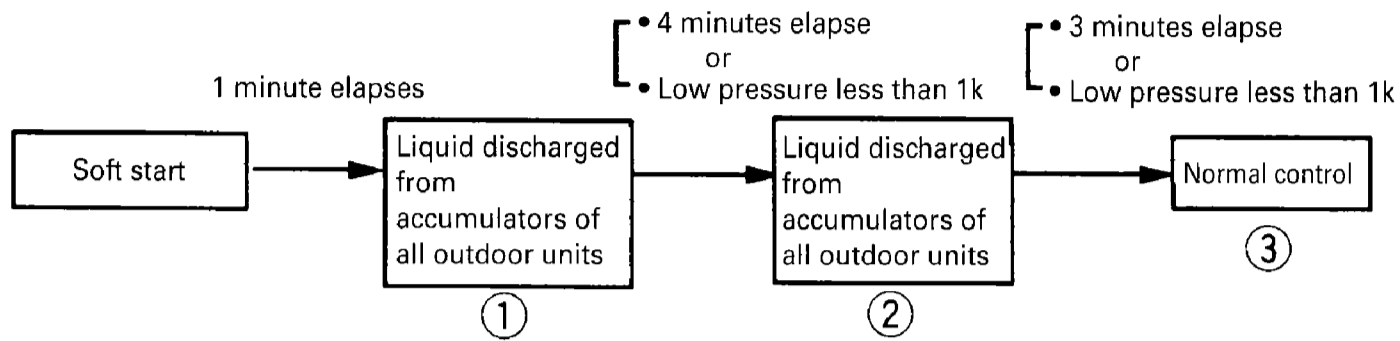 • 4 minutes elapse
or
• Low pressure less than 1k
• 3 minutes elapse
or
• Low pressure less than 1k
1 minute elapses
Soft start
Liquid discharged
from
accumulators of
all outdoor units
①
Liquid discharged
from
accumulators of
all outdoor units
②
Normal control
③